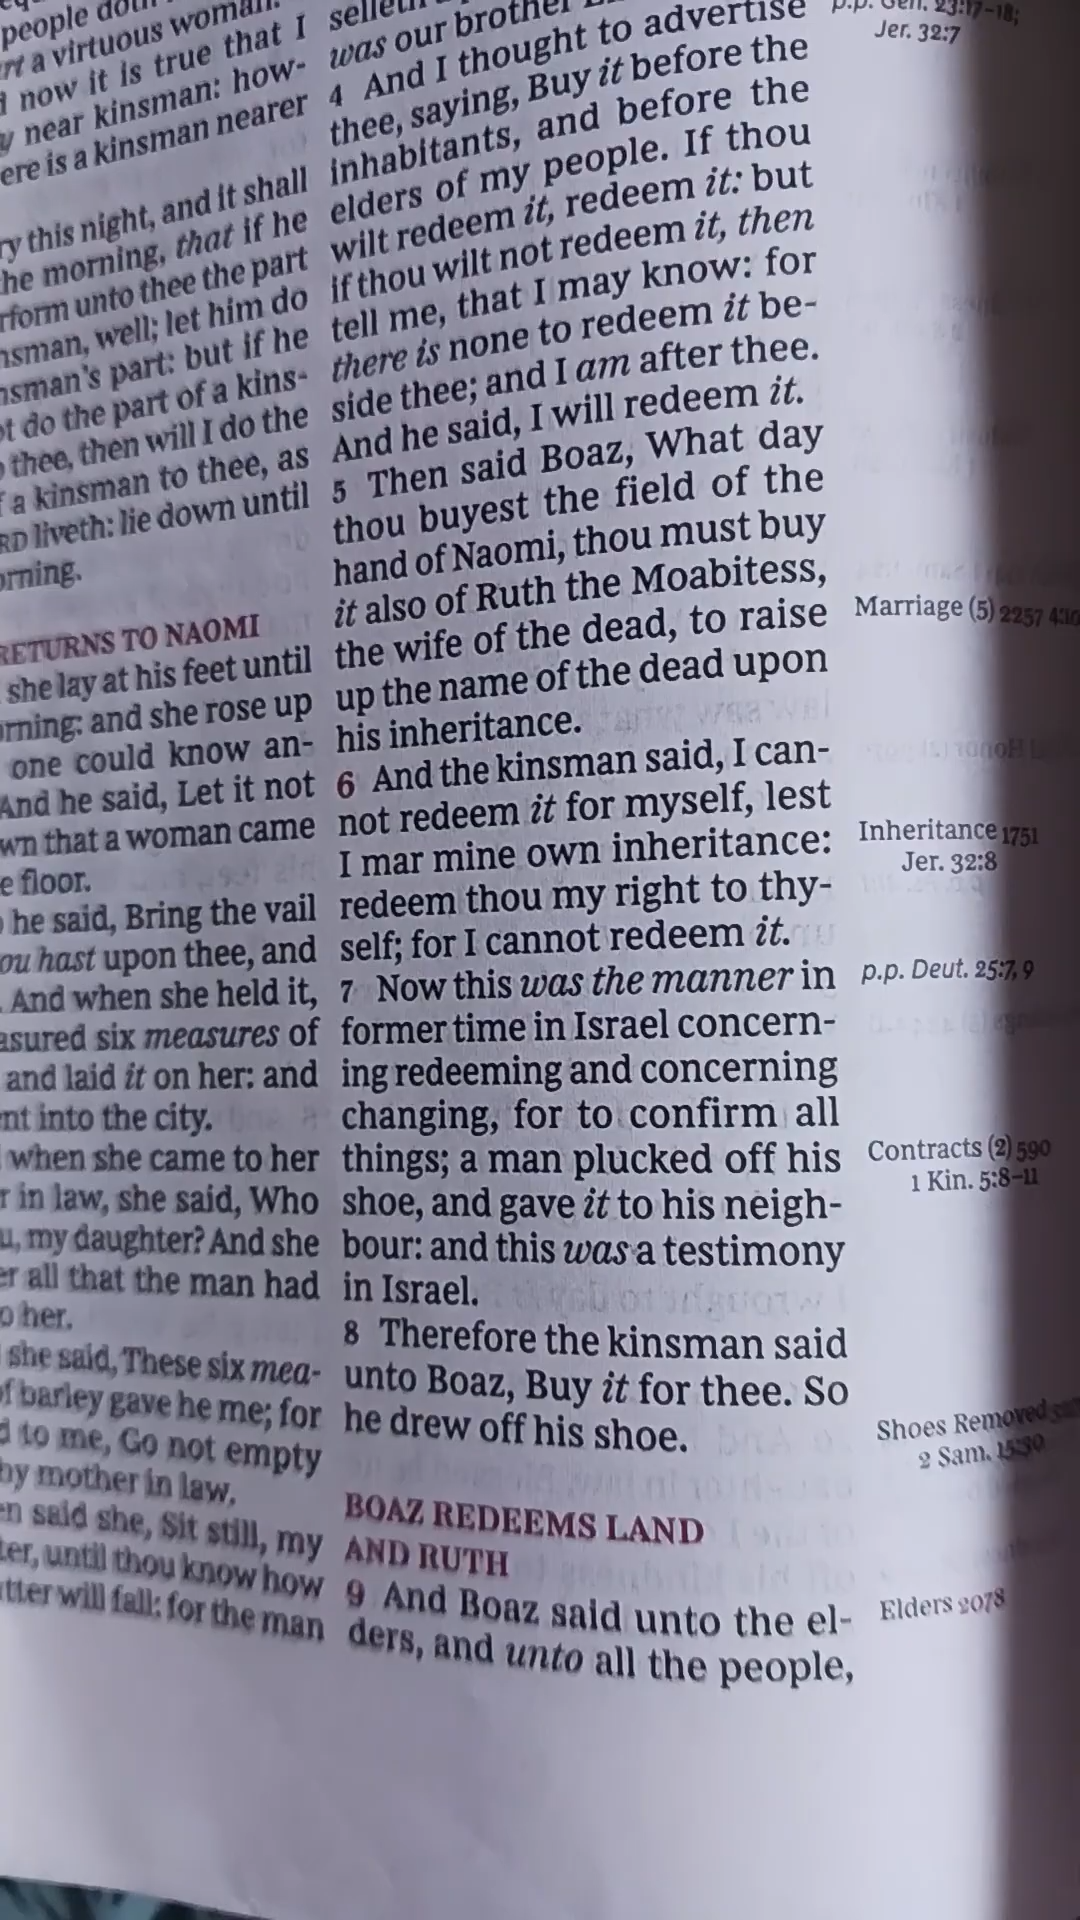 people
a virtuous woman.
now it is true that I
near kinsman: how-
is a kinsman nearer
this night, and it shall
morning, that if he
unto thee the part
well; let him do
part: but if he
do the part of a kins-
thee, then will I do the
a kinsman to thee, as
liveth: lie down until
RETURNS TO NAOMI
she lay at his feet until
and she rose up
one could know an-
And he said, Let it not
that a woman came
floor.
he said, Bring the vail
hast upon thee, and
And when she held it,
six measures of
and laid it on her: and
into the city.
when she came to her
in law, she said, Who
my daughter? And she
all that the man had
her.
she said, These six mea-
barley gave he me; for
to me, Go not empty
mother in law.
said she, Sit still, my
until thou know how
will fall: for the man
was our brother
4 And I thought to advertise
thee, saying, Buy it before the
inhabitants, and before the
elders of my people. If thou
wilt redeem it, redeem it: but
if thou wilt not redeem it, then
tell me, that I may know: for
there is none to redeem it be-
side thee; and I am after thee.
And he said, I will redeem it.
5 Then said Boaz, What day
thou buyest the field of the
hand of Naomi, thou must buy
it also of Ruth the Moabitess,
the wife of the dead, to raise
up the name of the dead upon
his inheritance.
6 And the kinsman said, I can-
not redeem it for myself, lest
I mar mine own inheritance:
redeem thou my right to thy-
self; for I cannot redeem it.
7 Now this was the manner in
former time in Israel concern-
ing redeeming and concerning
changing, for to confirm all
things; a man plucked off his
shoe, and gave it to his neigh-
bour: and this was a testimony
in Israel.
8 Therefore the kinsman said
unto Boaz, Buy it for thee. So
he drew off his shoe.
BOAZ REDEEMS LAND
AND RUTH
9 And Boaz said unto the el-
ders, and unto all the people,
p.p. Gen. 23:17-18;
Jer. 32:7
Marriage (5) 2257
Inheritance 1751
Jer. 32:8
p.p. Deut. 25:7, 9
Contracts (2) 590
1 Kin. 5:8-11
Shoes Removed
2 Sam. 15:30
Elders 2078